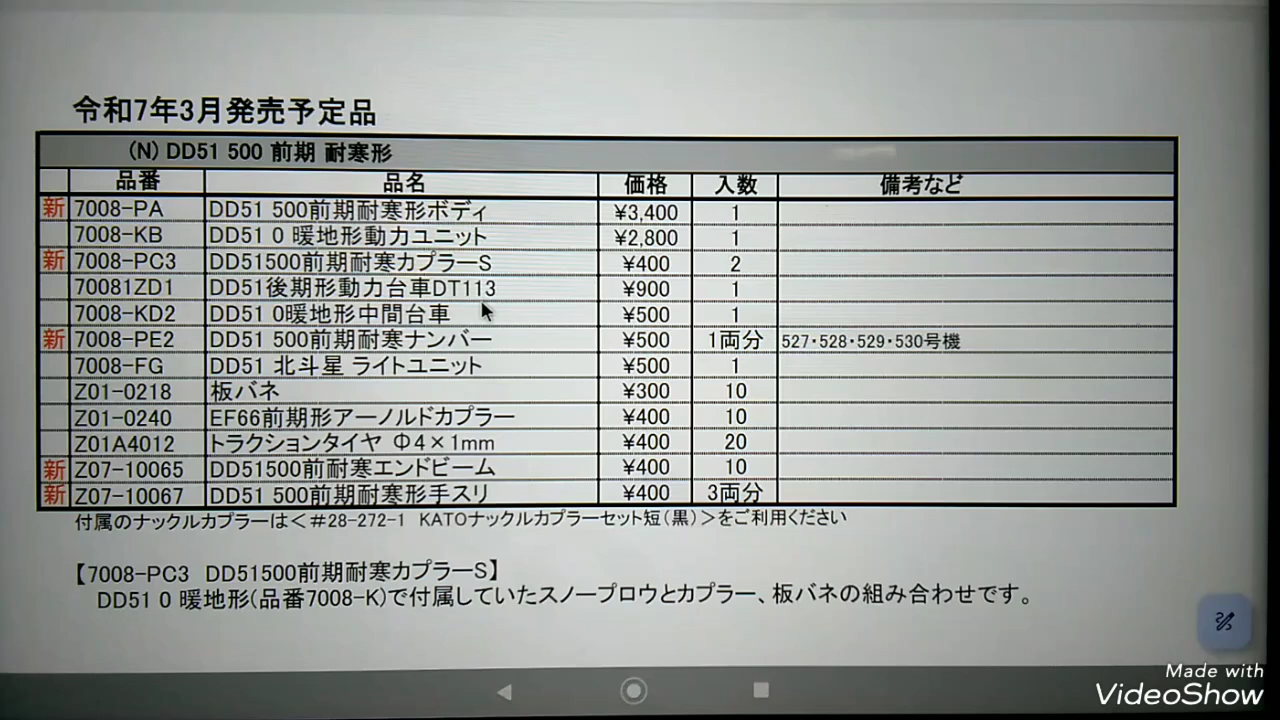 令和7年3月発売予定品
(N) DD51 500 前期 耐寒形
品番 品名 価格 入数 備考など
新 7008-PA DD51 500前期耐寒形ボディ ¥3,400 1
7008-KB DD51 0 暖地形動力ユニット ¥2,800 1
新 7008-PC3 DD51500前期耐寒カプラーS ¥400 2
70081ZD1 DD51後期形動力台車DT113 ¥900 1
7008-KD2 DD51 0暖地形中間台車 ¥500 1
新 7008-PE2 DD51 500前期耐寒ナンバー ¥500 1両分 527・528・529・530号機
7008-FG DD51 北斗星 ライトユニット ¥500 1
Z01-0218 板バネ ¥300 10
Z01-0240 EF66前期形アーノルドカプラー ¥400 10
Z01A4012 トラクションタイヤ Φ4×1mm ¥400 20
新 Z07-10065 DD51500前耐寒エンドビーム ¥400 10
新 Z07-10067 DD51 500前期耐寒形手スリ ¥400 3両分
付属のナックルカプラーは<#28-272-1 KATOナックルカプラーセット短(黒)>をご利用ください
【7008-PC3 DD51500前期耐寒カプラーS】
DD51 0 暖地形(品番7008-K)で付属していたスノープロウとカプラー、板バネの組み合わせです。
Made with
VideoShow